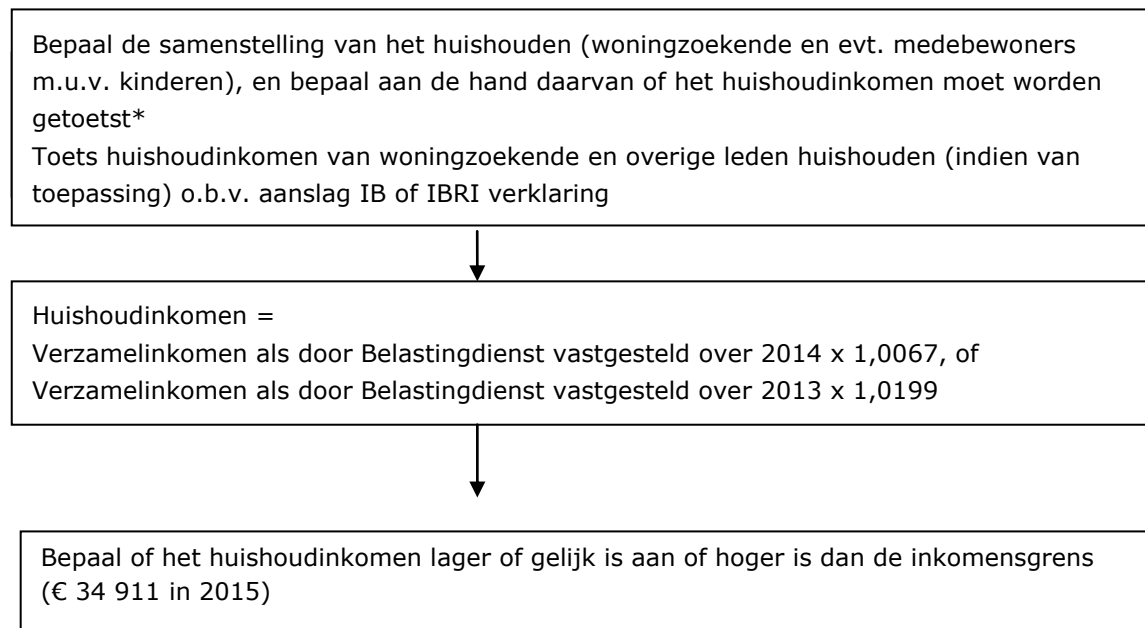 Bepaal de samenstelling van het huishouden (woningzoekende en evt. medebewoners
m.u.v. kinderen), en bepaal aan de hand daarvan of het huishoudinkomen moet worden
getoetst*
Toets huishoudinkomen van woningzoekende en overige leden huishouden (indien van
toepassing) o.b.v. aanslag IB of IBRI verklaring
Huishoudinkomen =
Verzamelinkomen als door Belastingdienst vastgesteld over 2014 x 1,0067, of
Verzamelinkomen als door Belastingdienst vastgesteld over 2013 x 1,0199
Bepaal of het huishoudinkomen lager of gelijk is aan of hoger is dan de inkomensgrens
(€ 34 911 in 2015)